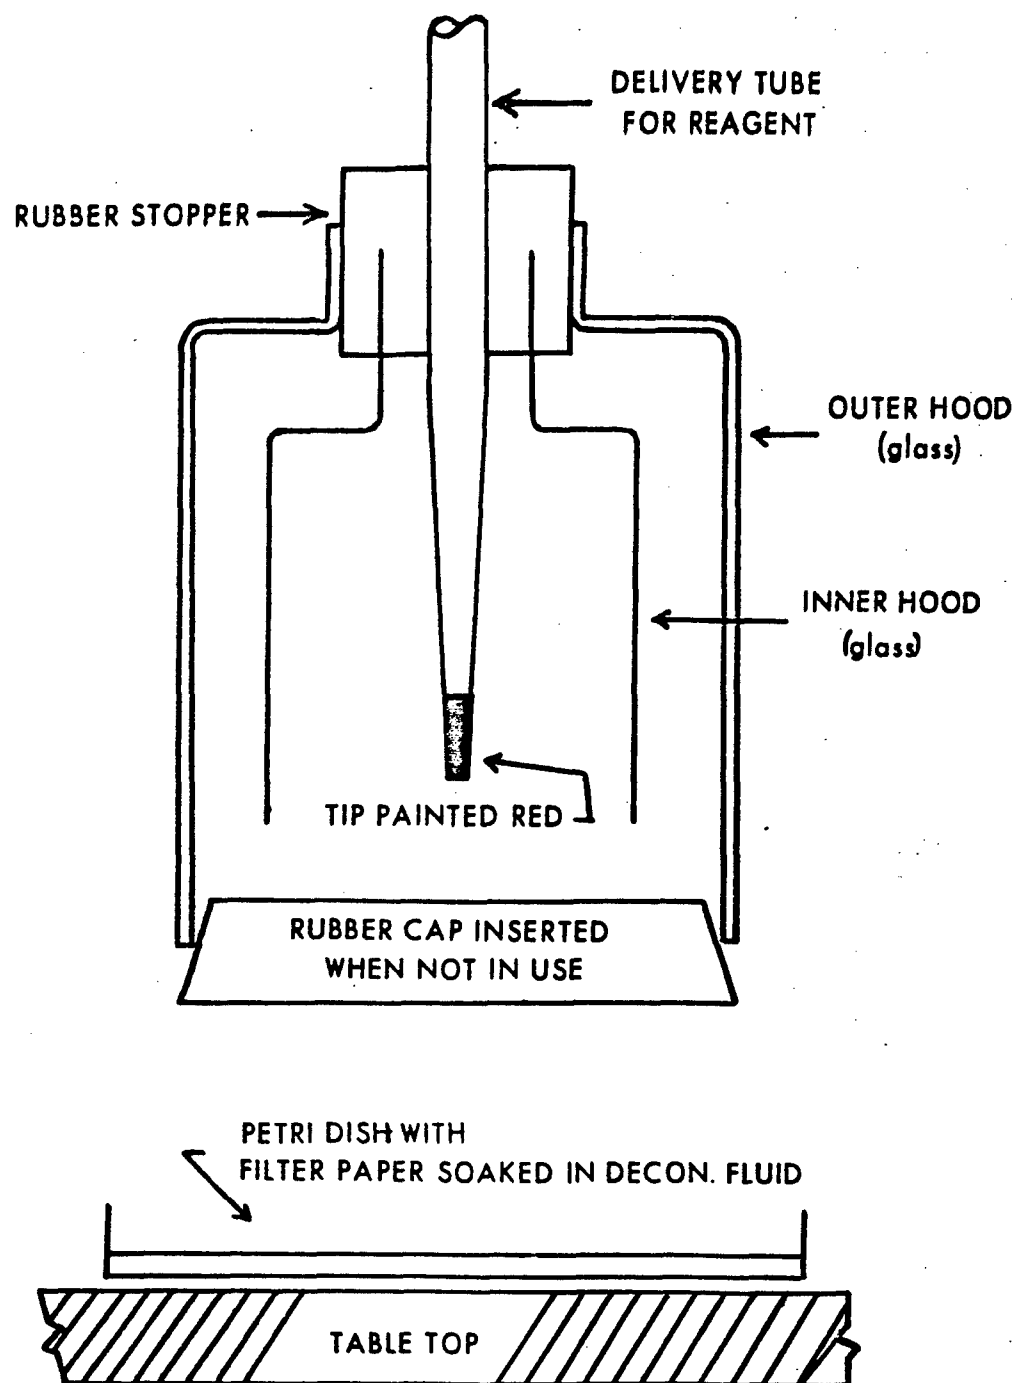 DELIVERY TUBE
FOR REAGENT
RUBBER STOPPER
OUTER HOOD
(glass)
INNER HOOD
(glass)
TIP PAINTED RED
RUBBER CAP INSERTED
WHEN NOT IN USE
PETRI DISH WITH
FILTER PAPER SOAKED IN DECON. FLUID
TABLE TOP